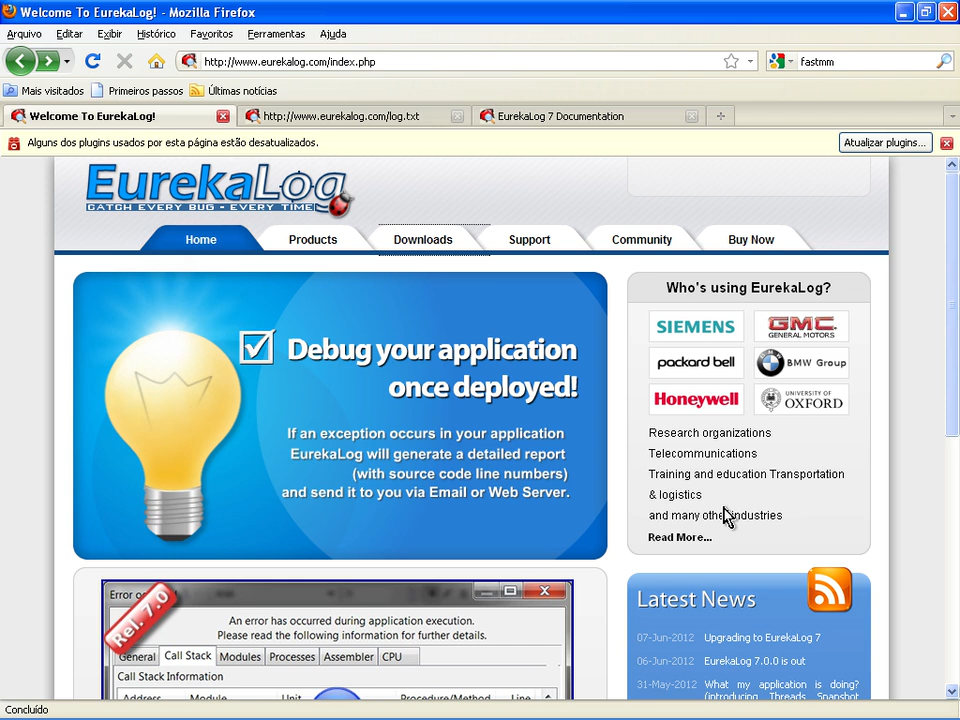 Welcome To EurekaLog! - Mozilla Firefox
Arquivo Editar Exibir Histórico Favoritos Ferramentas Ajuda
http://www.eurekalog.com/index.php
fastmm
Mais visitados Primeiros passos Últimas notícias
Welcome To EurekaLog! http://www.eurekalog.com/log.txt EurekaLog 7 Documentation
Alguns dos plugins usados por esta página estão desatualizados. Atualizar plugins...
EurekaLog
CATCH EVERY BUG - EVERY TIME
Home Products Downloads Support Community Buy Now
Debug your application
once deployed!
If an exception occurs in your application
EurekaLog will generate a detailed report
(with source code line numbers)
and send it to you via Email or Web Server.
Who's using EurekaLog?
SIEMENS
GMC
GENERAL MOTORS
packard bell
BMW Group
Honeywell
UNIVERSITY OF
OXFORD
Research organizations
Telecommunications
Training and education Transportation
& logistics
and many other industries
Read More...
Rel. 7.0
An error has occurred during application execution.
Please read the following information for further details.
General Call Stack Modules Processes Assembler CPU
Call Stack Information
Address Module Unit Procedure/Method Line
Latest News
07-Jun-2012 Upgrading to EurekaLog 7
06-Jun-2012 EurekaLog 7.0.0 is out
31-May-2012 What my application is doing?
(introducing Threads Snapshot
Concluído